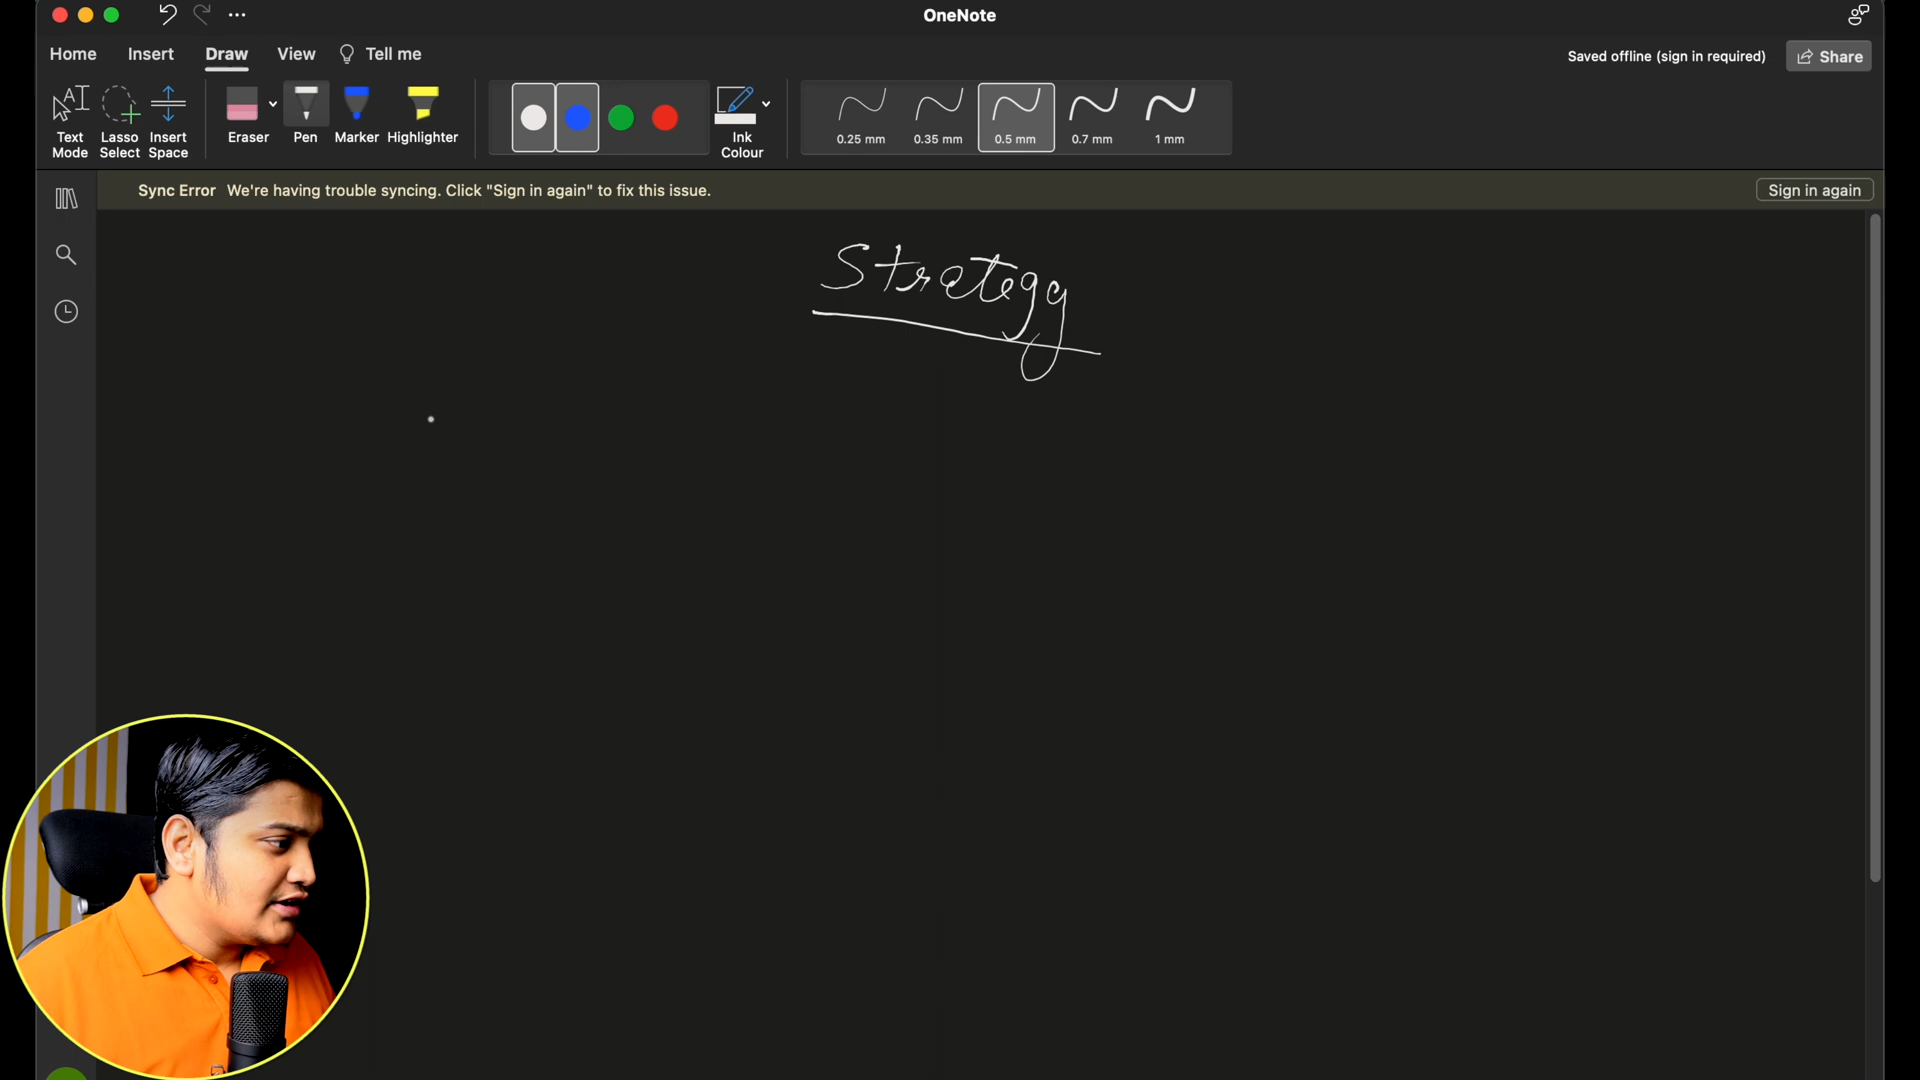 OneNote
Home Insert Draw View Tell me
Saved offline (sign in required) Share
Text Mode
Lasso Select
Insert Space
Eraser
Pen
Marker
Highlighter
Ink Colour
0.25 mm
0.35 mm
0.5 mm
0.7 mm
1 mm
Sync Error We're having trouble syncing. Click "Sign in again" to fix this issue. Sign in again
Strategy